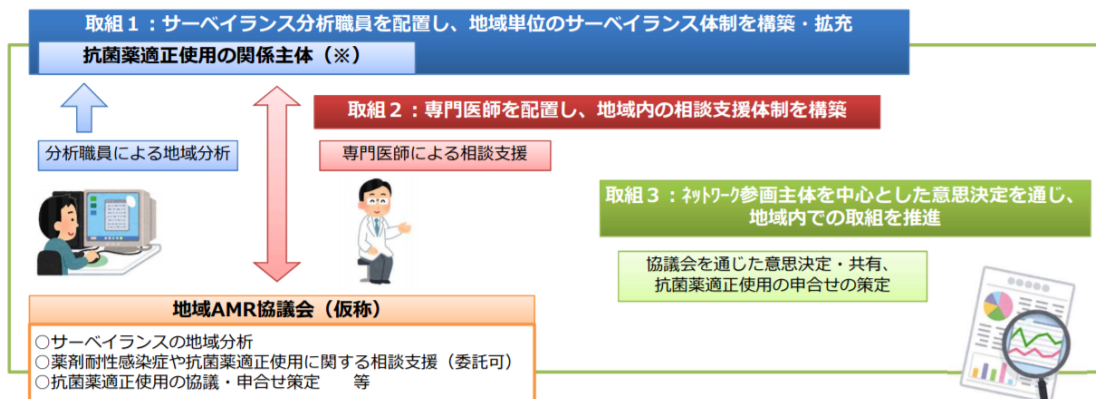 取組１：サーベイランス分析職員を配置し、地域単位のサーベイランス体制を構築・拡充
抗菌薬適正使用の関係主体（※）
取組２：専門医師を配置し、地域内の相談支援体制を構築
分析職員による地域分析
専門医師による相談支援
取組３：ﾈｯﾄﾜｰｸ参画主体を中心とした意思決定を通じ、
地域内での取組を推進
協議会を通じた意思決定・共有、
抗菌薬適正使用の申合せの策定
地域AMR協議会（仮称）
○サーベイランスの地域分析
○薬剤耐性感染症や抗菌薬適正使用に関する相談支援（委託可）
○抗菌薬適正使用の協議・申合せ策定　　等